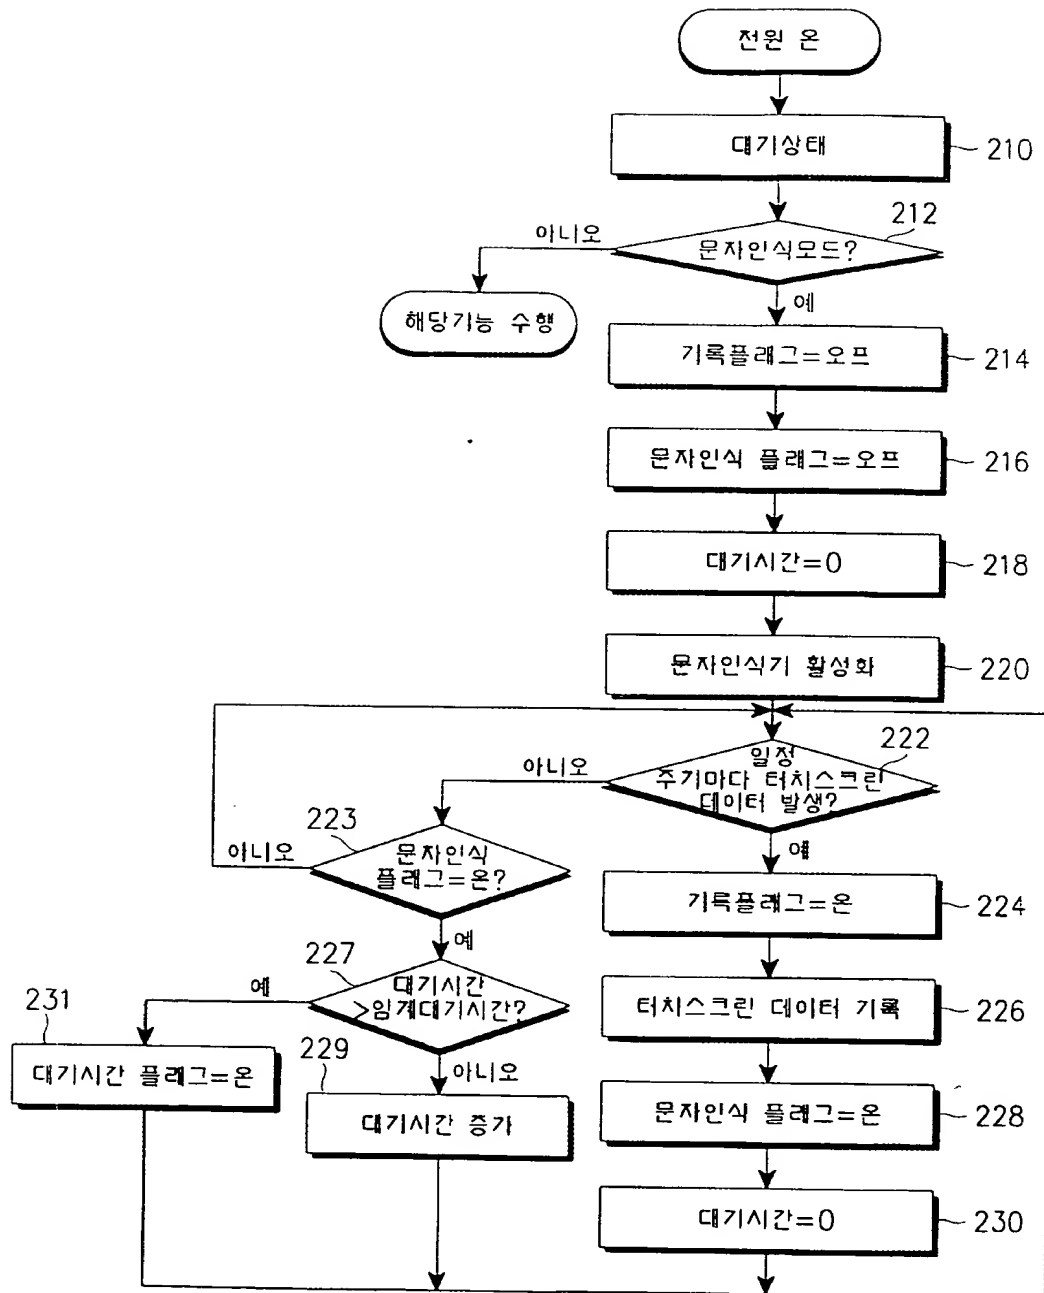 전원 온
대기상태
210
212
아니오
문자인식모드?
예
해당기능 수행
기록플래그=오프
214
문자인식 플래그=오프
216
대기시간=0
218
문자인식기 활성화
220
222
아니오
일정
주기마다 터치스크린
데이터 발생?
223
예
아니오
문자인식
플래그=온?
기록플래그=온
224
예
227
대기시간
>임계대기시간?
예
231
터치스크린 데이터 기록
226
대기시간 플래그=온
229
아니오
대기시간 증가
문자인식 플래그=온
228
대기시간=0
230